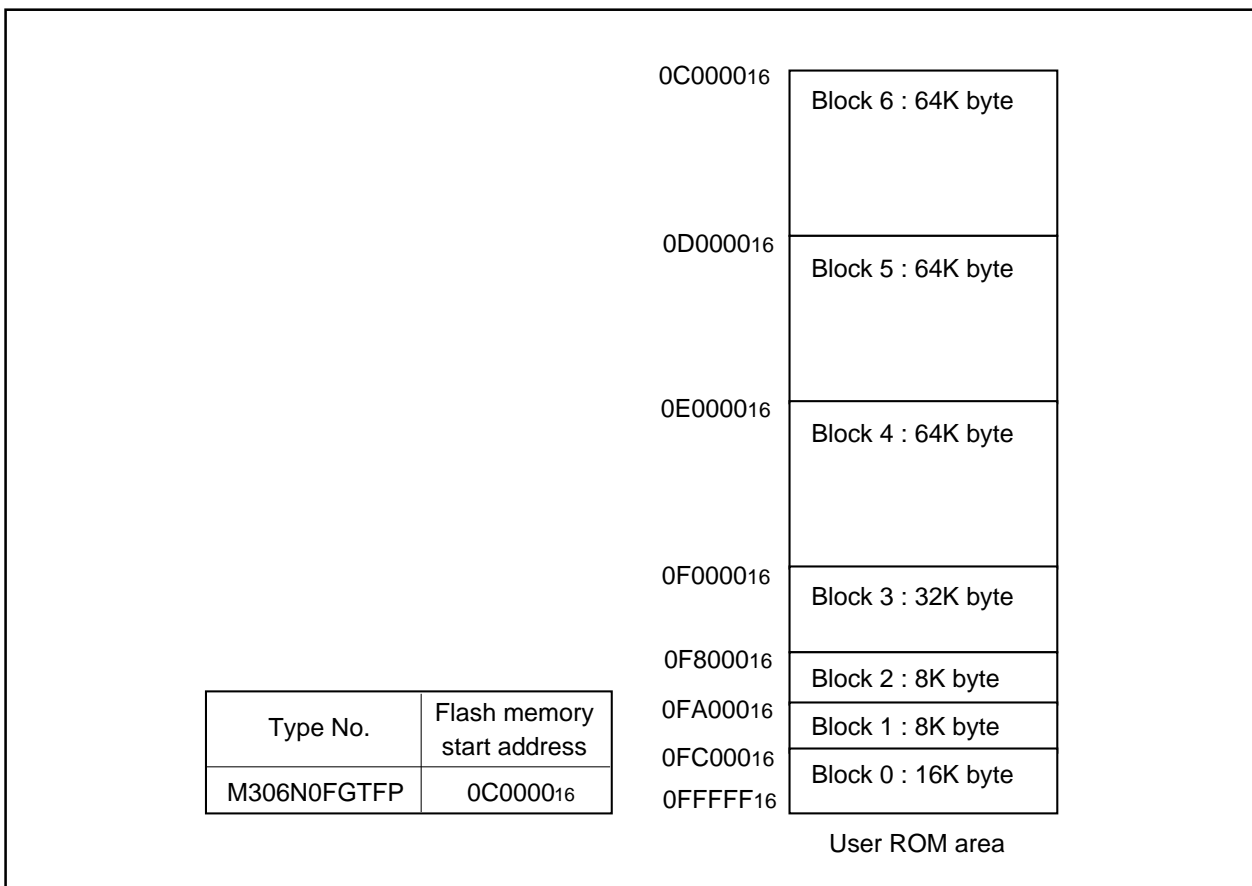 0C000016
Block 6 : 64K byte
0D000016
Block 5 : 64K byte
0E000016
Block 4 : 64K byte
0F000016
Block 3 : 32K byte
0F800016
Block 2 : 8K byte
0FA00016
Block 1 : 8K byte
0FC00016
Block 0 : 16K byte
0FFFFF16
User ROM area
Type No.
Flash memory
start address
M306N0FGTFP
0C000016